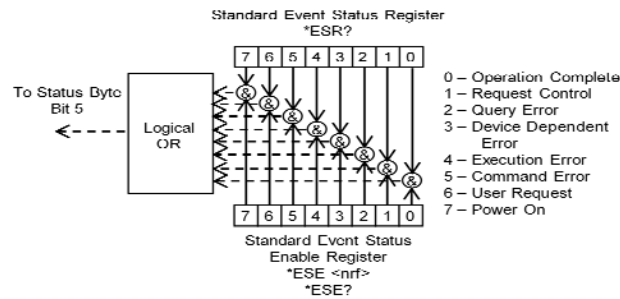 Standard Event Status Register
*ESR?
7 6 5 4 3 2 1 0
To Status Byte
Bit 5
Logical
OR
& & & & & & & &
0 – Operation Complete
1 – Request Control
2 – Query Error
3 – Device Dependent
Error
4 – Execution Error
5 – Command Error
6 – User Request
7 – Power On
7 6 5 4 3 2 1 0
Standard Event Status
Enable Register
*ESE <nrf>
*ESE?